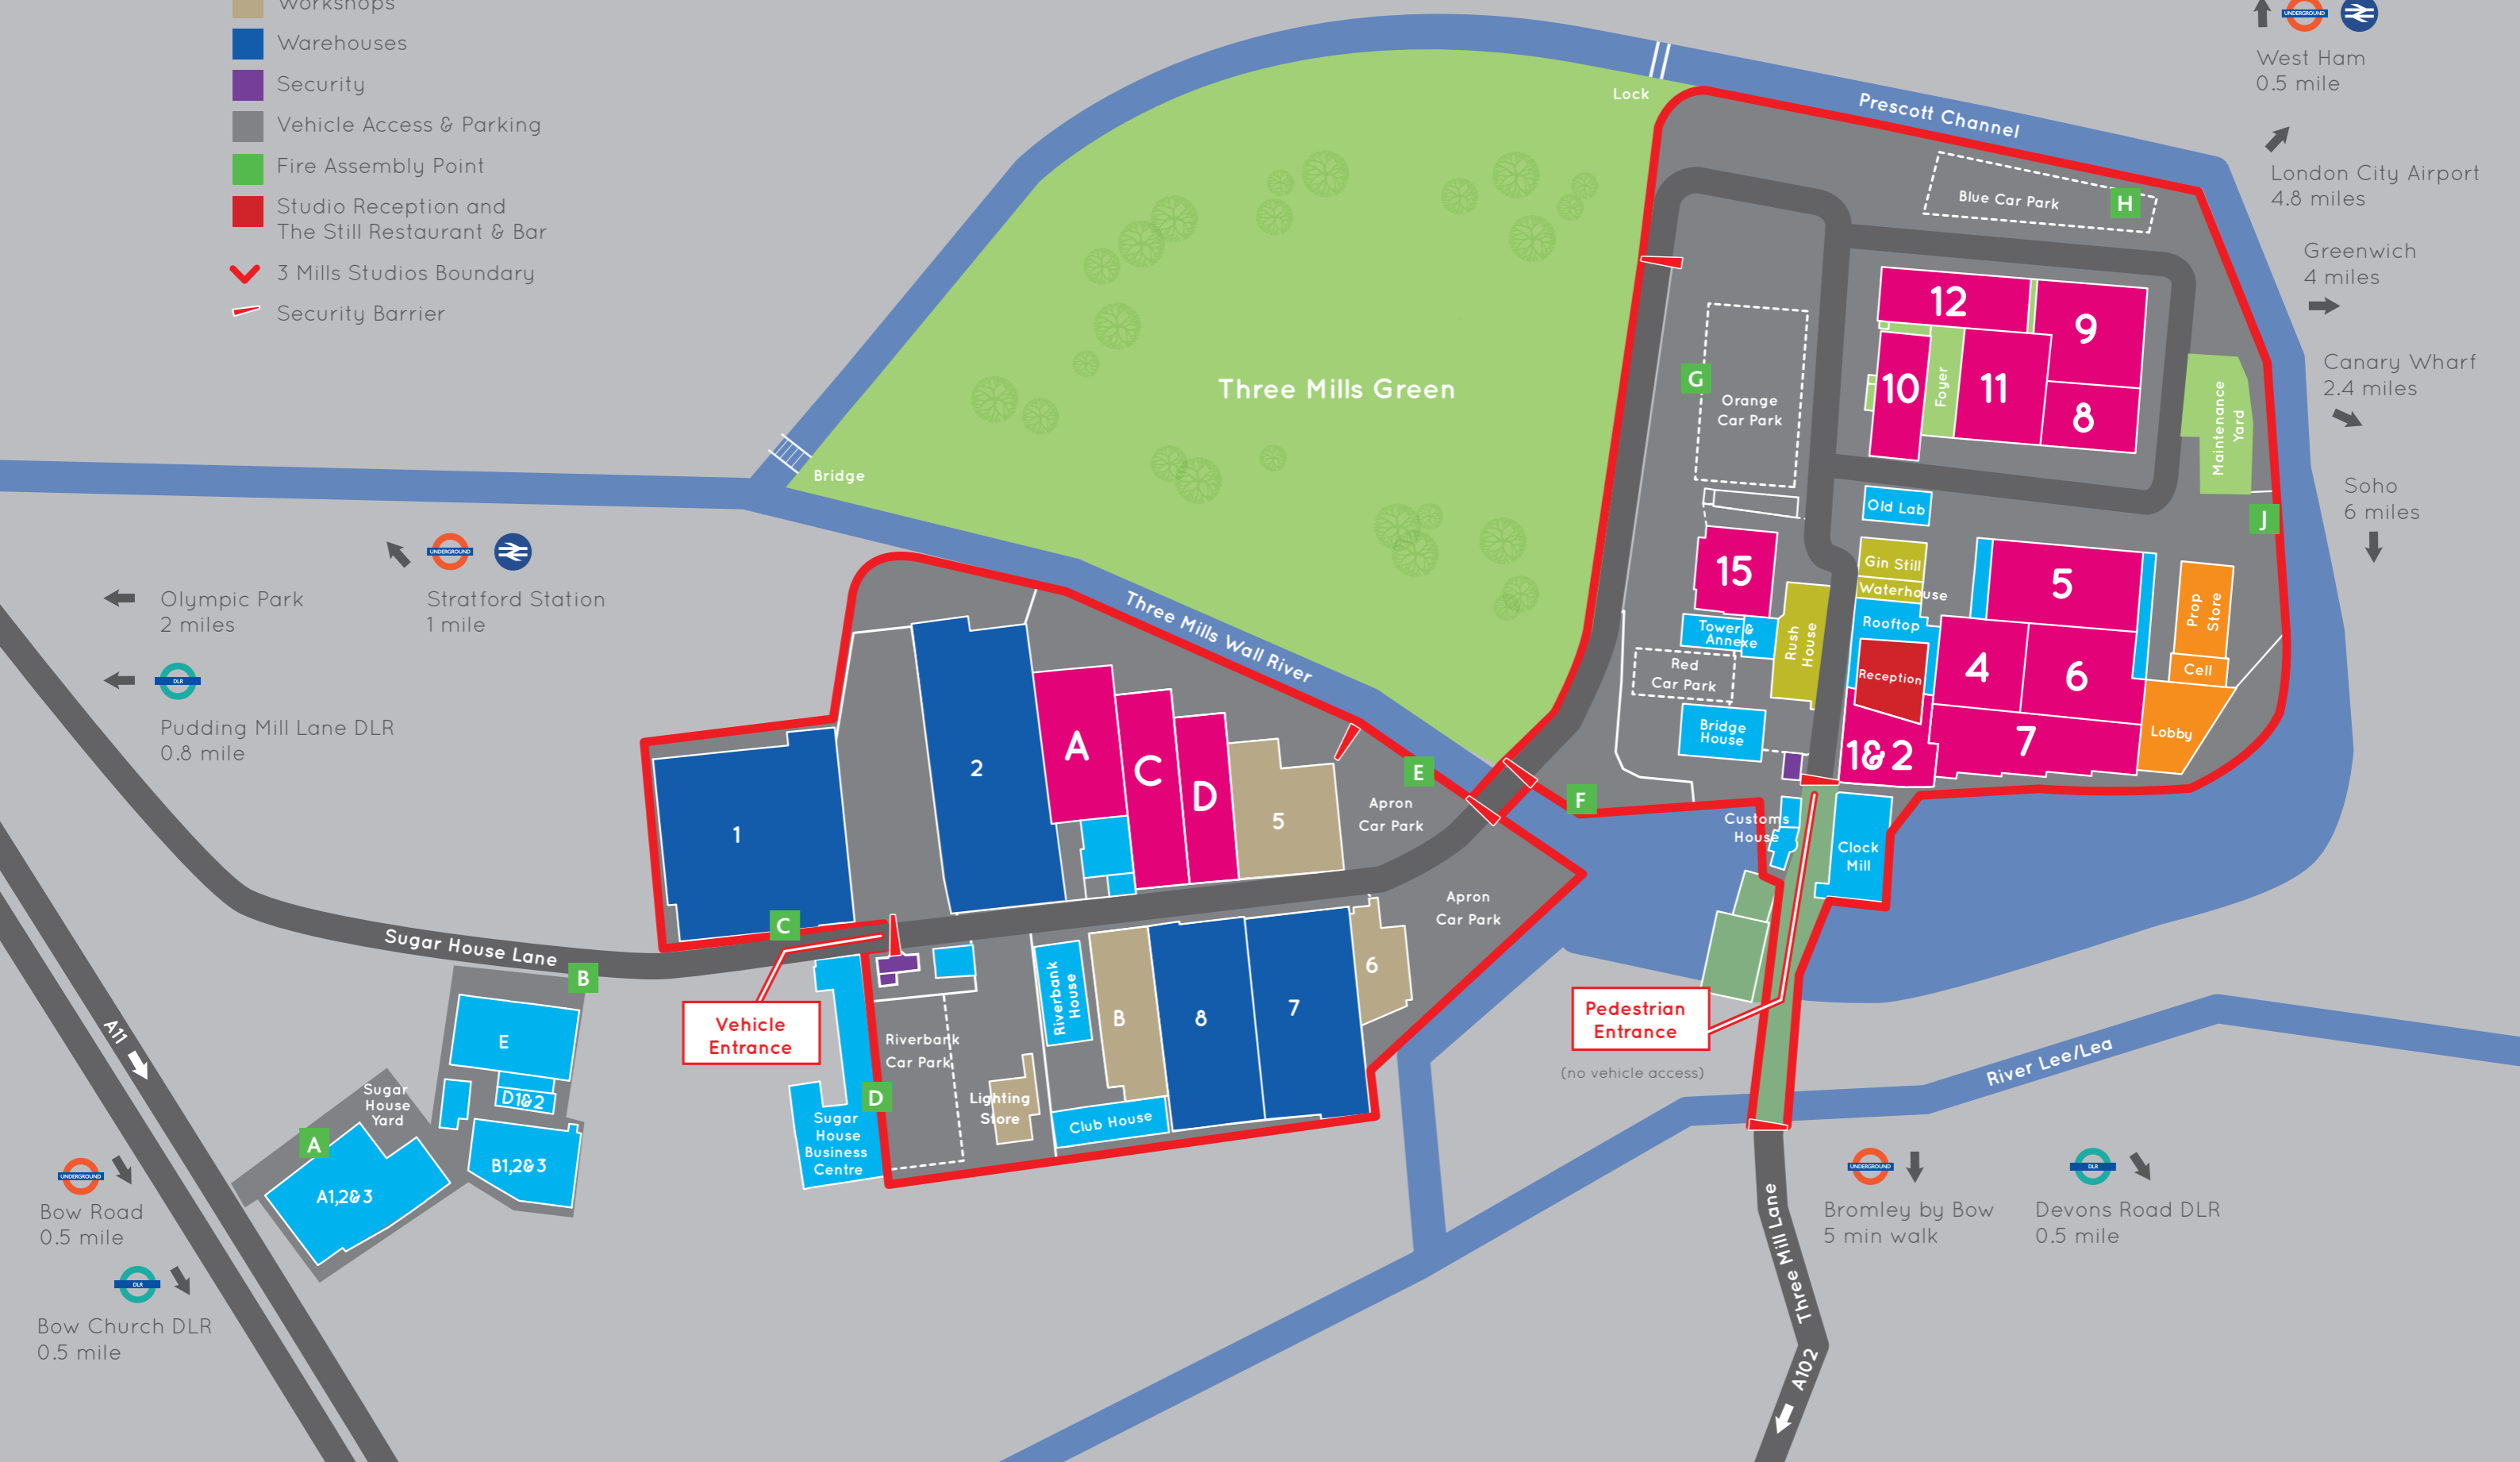 Workshops
Warehouses
Security
Vehicle Access & Parking
Fire Assembly Point
Studio Reception and
The Still Restaurant & Bar
3 Mills Studios Boundary
Security Barrier
UNDERGROUND
West Ham
0.5 mile
London City Airport
4.8 miles
Greenwich
4 miles
Canary Wharf
2.4 miles
Soho
6 miles
Lock
Prescott Channel
Blue Car Park
H
Three Mills Green
Bridge
G
Orange
Car Park
12
9
10
Foyer
11
8
Maintenance
Yard
J
Old Lab
Gin Still
Waterhouse
Rooftop
Reception
15
Tower &
Annexe
Rush
House
Red
Car Park
Bridge
House
5
4
6
7
1&2
Prop
Store
Cell
Lobby
UNDERGROUND
Olympic Park
2 miles
Stratford Station
1 mile
DLR
Pudding Mill Lane DLR
0.8 mile
Three Mills Wall River
1
2
A
C
D
5
E
Apron
Car Park
F
Customs
House
Clock
Mill
Apron
Car Park
C
Sugar House Lane
B
Vehicle
Entrance
Riverbank
Car Park
Riverbank
House
B
8
7
6
Lighting
Store
Club House
D
Sugar
House
Business
Centre
Pedestrian
Entrance
(no vehicle access)
River Lee/Lea
A11
E
D1&2
Sugar
House
Yard
A
A1,2&3
B1,2&3
UNDERGROUND
Bow Road
0.5 mile
DLR
Bow Church DLR
0.5 mile
UNDERGROUND
Bromley by Bow
5 min walk
DLR
Devons Road DLR
0.5 mile
Three Mill Lane
A102